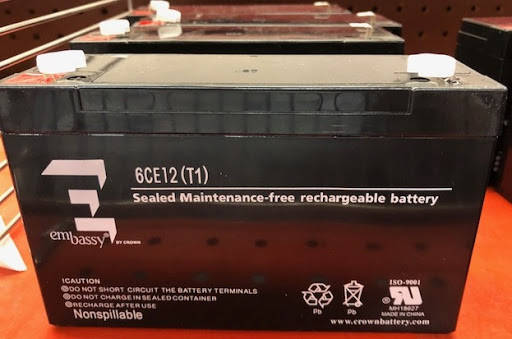 6CE12(T1)
Sealed Maintenance-free rechargeable battery
embassy BY CROWN
!CAUTION
DO NOT SHORT CIRCUIT THE BATTERY TERMINALS
DO NOT CHARGE IN SEALED CONTAINER
RECHARGE AFTER USE
Nonspillable
Pb Pb
ISO-9001
MH18627
MADE IN CHINA
www.crownbattery.com